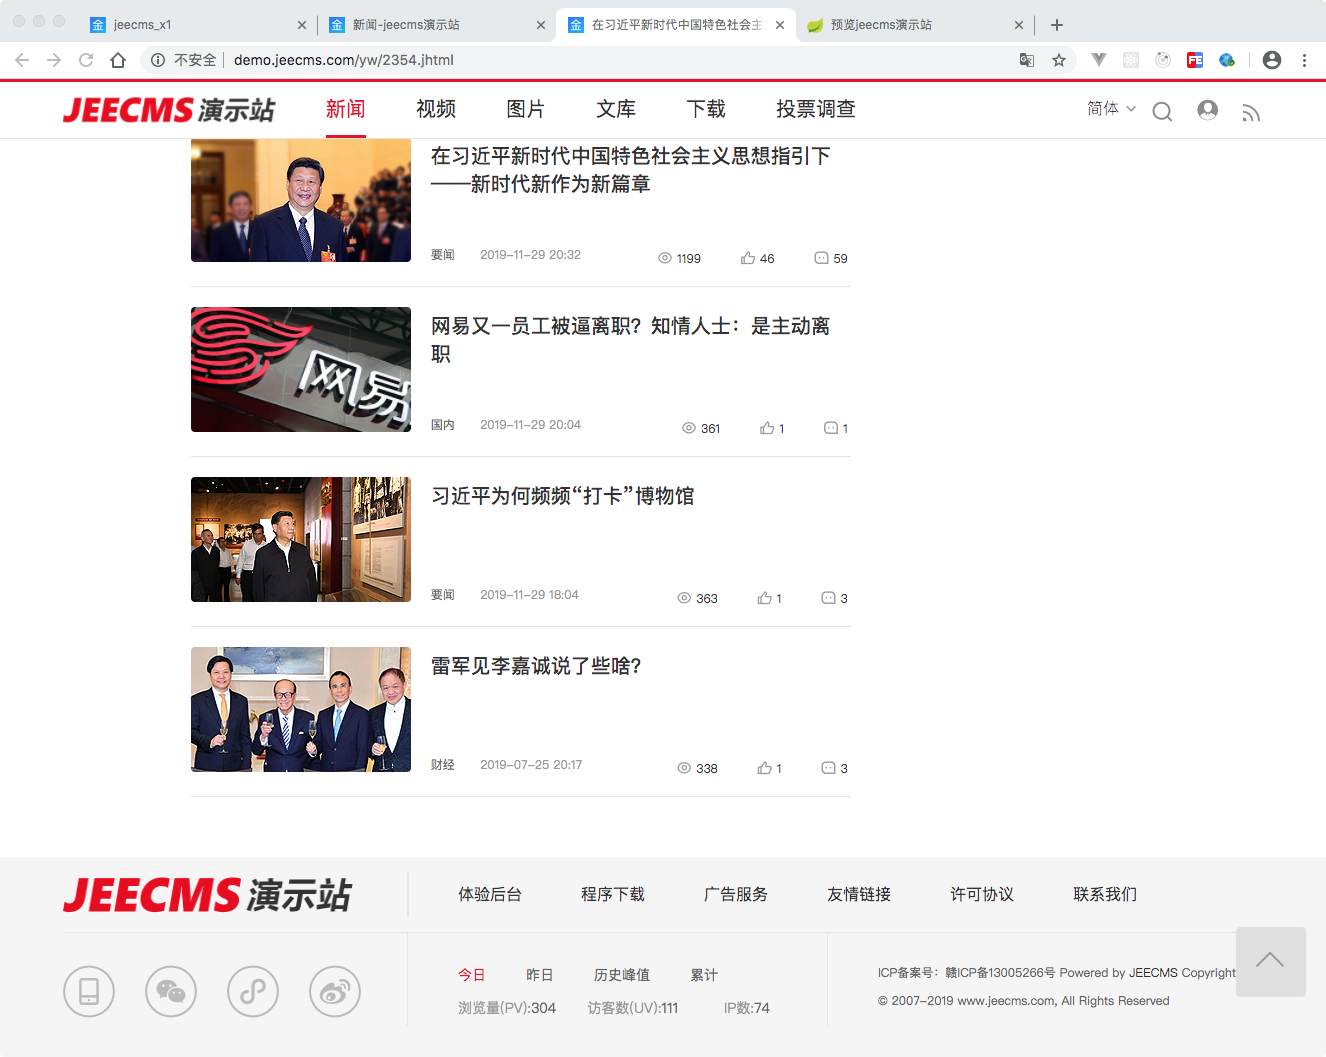 jeecms_x1
新闻-jeecms演示站
在习近平新时代中国特色社会主
预览jeecms演示站
不安全
demo.jeecms.com/yw/2354.jhtml
FE
JEECMS 演示站
新闻
视频
图片
文库
下载
投票调查
简体
在习近平新时代中国特色社会主义思想指引下
——新时代新作为新篇章
要闻 2019-11-29 20:32 1199 46 59
网易
网易又一员工被逼离职？知情人士：是主动离
职
国内 2019-11-29 20:04 361 1 1
习近平为何频频“打卡”博物馆
要闻 2019-11-29 18:04 363 1 3
雷军见李嘉诚说了些啥？
财经 2019-07-25 20:17 338 1 3
JEECMS 演示站
体验后台 程序下载 广告服务 友情链接 许可协议 联系我们
今日 昨日 历史峰值 累计
浏览量(PV):304 访客数(UV):111 IP数:74
ICP备案号：赣ICP备13005266号 Powered by JEECMS Copyright
© 2007-2019 www.jeecms.com, All Rights Reserved